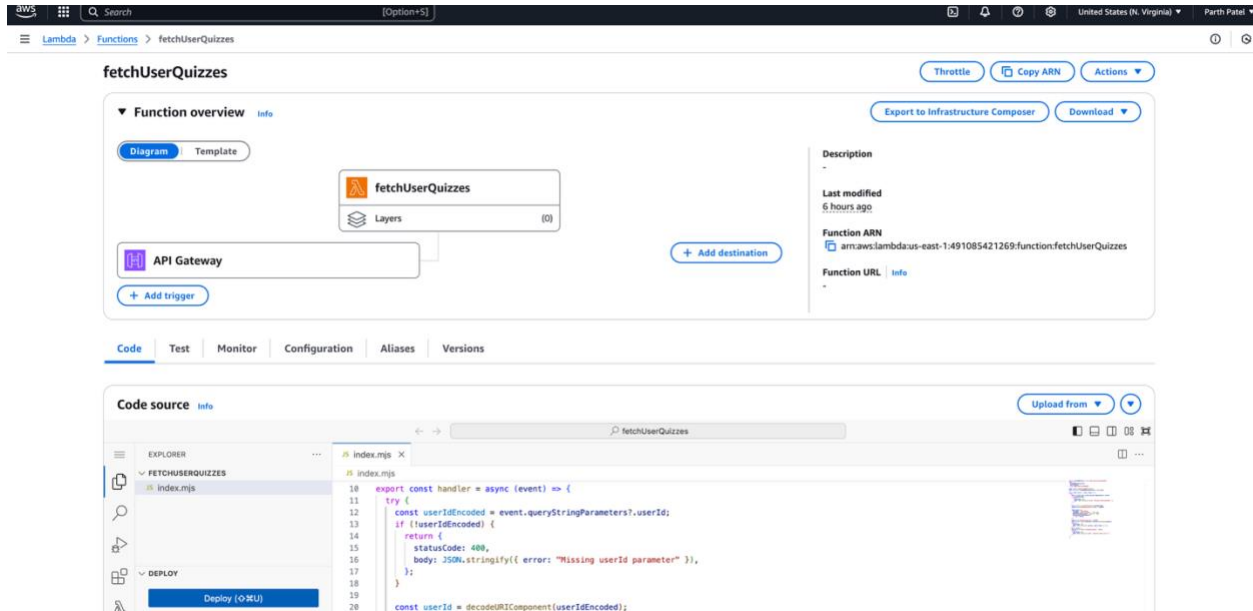 aws Search [Option+S] United States (N. Virginia) Parth Patel
Lambda > Functions > fetchUserQuizzes
fetchUserQuizzes
Throttle Copy ARN Actions
Function overview Info
Export to Infrastructure Composer Download
Diagram Template
Description
-
fetchUserQuizzes
Last modified
6 hours ago
Layers (0)
Function ARN
arn:aws:lambda:us-east-1:491085421269:function:fetchUserQuizzes
API Gateway
+ Add destination
Function URL Info
-
+ Add trigger
Code Test Monitor Configuration Aliases Versions
Code source Info
Upload from
fetchUserQuizzes
EXPLORER ...
JS index.mjs ×
FETCHUSERQUIZZES
JS index.mjs
JS index.mjs
10 export const handler = async (event) => {
11 try {
12 const userIdEncoded = event.queryStringParameters?.userId;
13 if (!userIdEncoded) {
14 return {
15 statusCode: 400,
16 body: JSON.stringify({ error: "Missing userId parameter" }),
17 };
18 }
19
20 const userId = decodeURIComponent(userIdEncoded);
DEPLOY
Deploy (⇧⌘U)